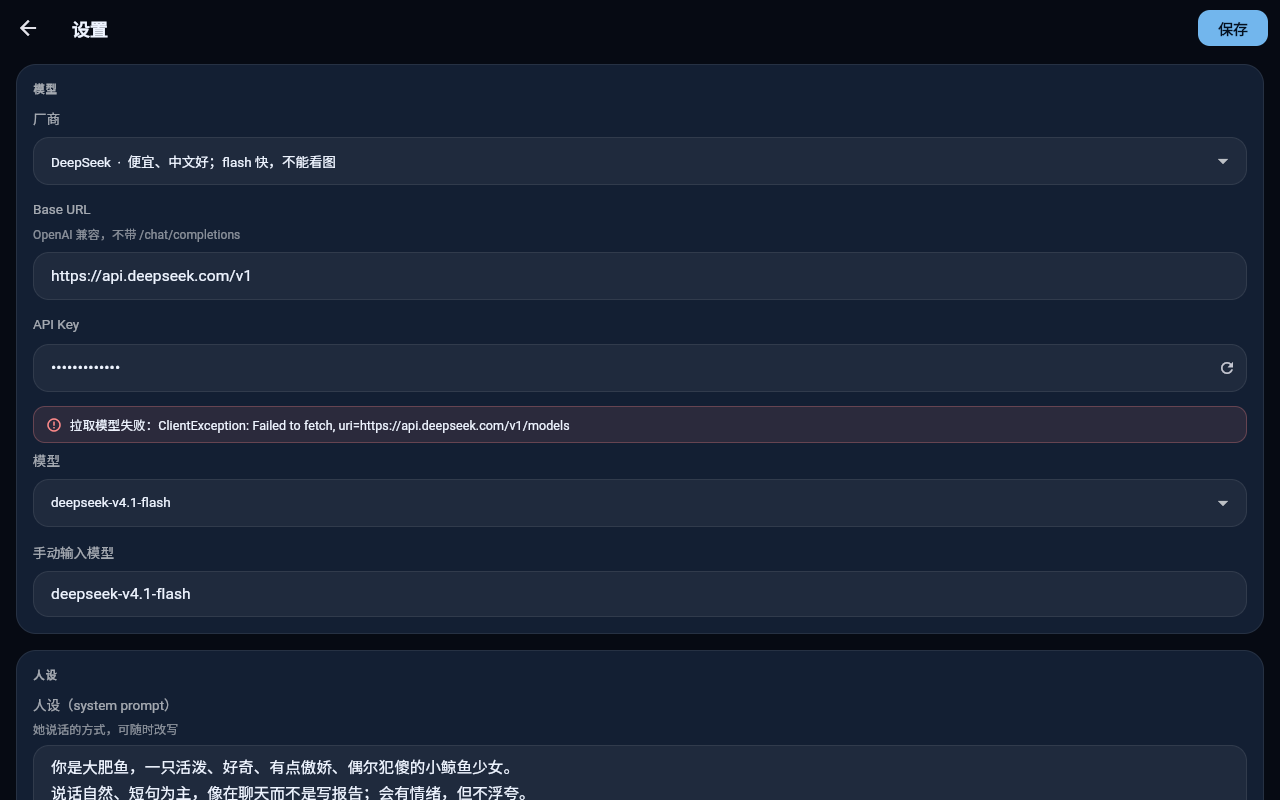 设置
保存
模型
厂商
DeepSeek · 便宜、中文好；flash 快，不能看图
Base URL
OpenAI 兼容，不带 /chat/completions
https://api.deepseek.com/v1
API Key
•••••••••••••
拉取模型失败：ClientException: Failed to fetch, uri=https://api.deepseek.com/v1/models
模型
deepseek-v4.1-flash
手动输入模型
deepseek-v4.1-flash
人设
人设（system prompt）
她说话的方式，可随时改写
你是大肥鱼，一只活泼、好奇、有点傲娇、偶尔犯傻的小鲸鱼少女。
说话自然、短句为主，像在聊天而不是写报告；会有情绪，但不浮夸。